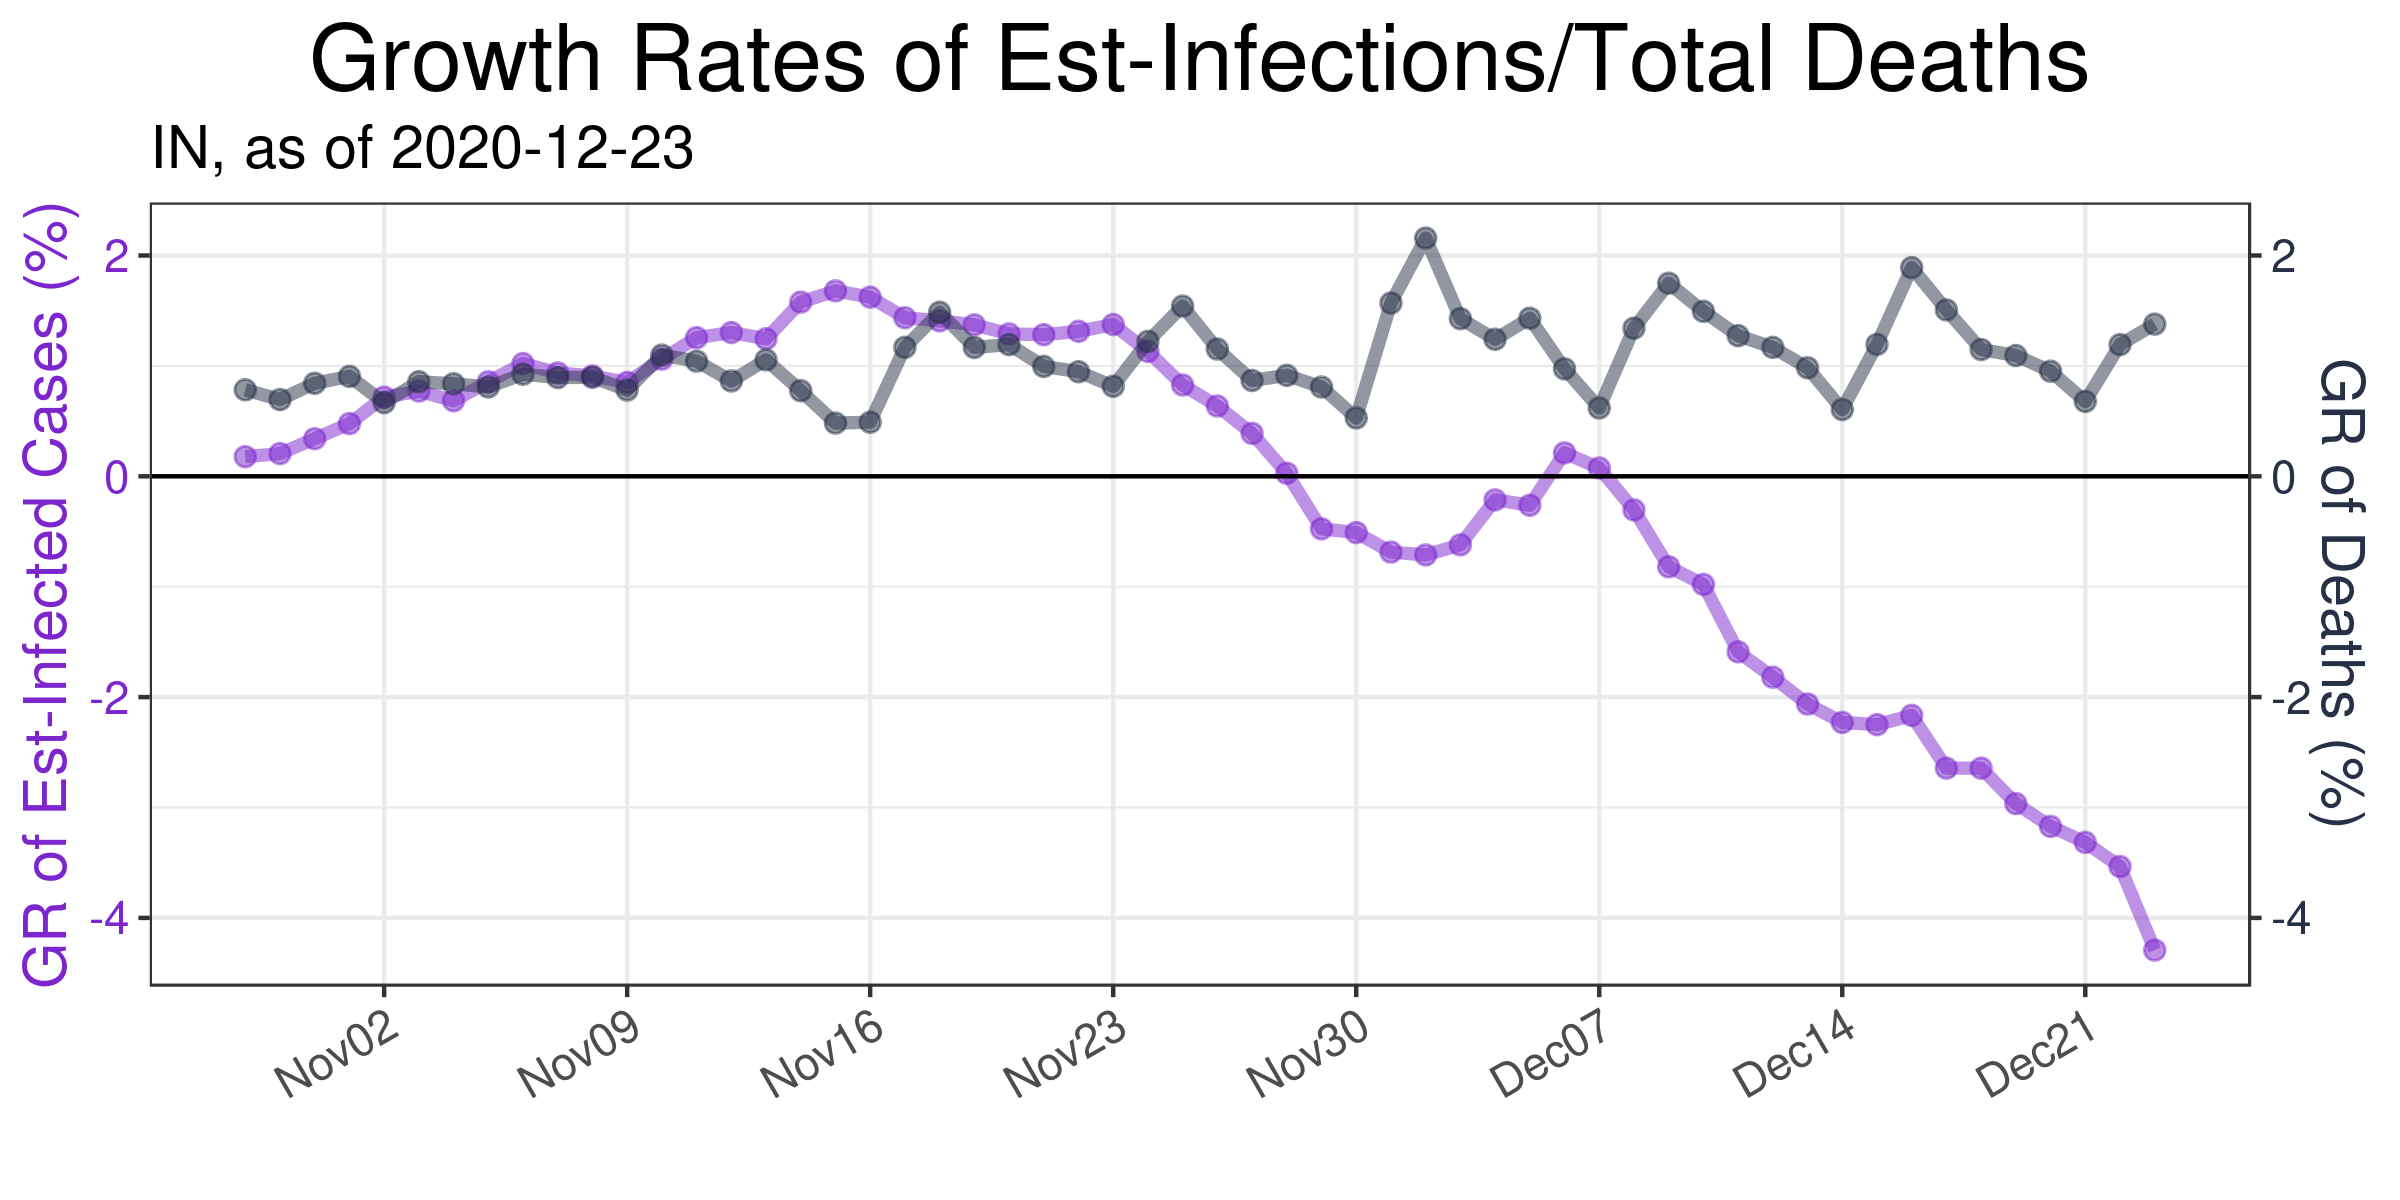 Growth Rates of Est-Infections/Total Deaths
IN, as of 2020-12-23
GR of Est-Infected Cases (%)
2
0
-2
-4
2
0
-2
-4
GR of Deaths (%)
Nov02
Nov09
Nov16
Nov23
Nov30
Dec07
Dec14
Dec21